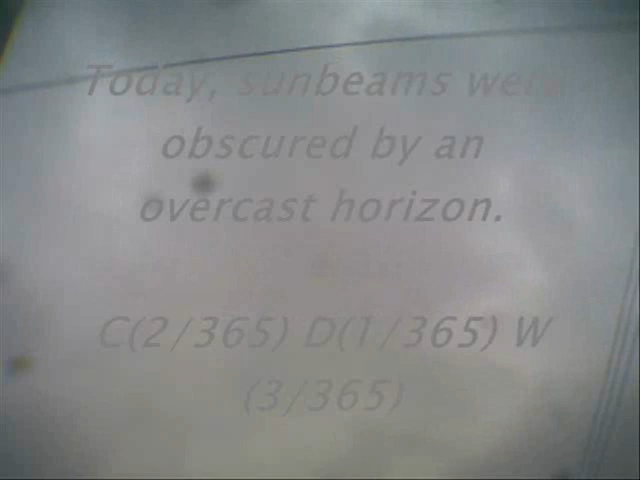 Today, sunbeams were
obscured by an
overcast horizon.
C(2/365) D(1/365) W
(3/365)